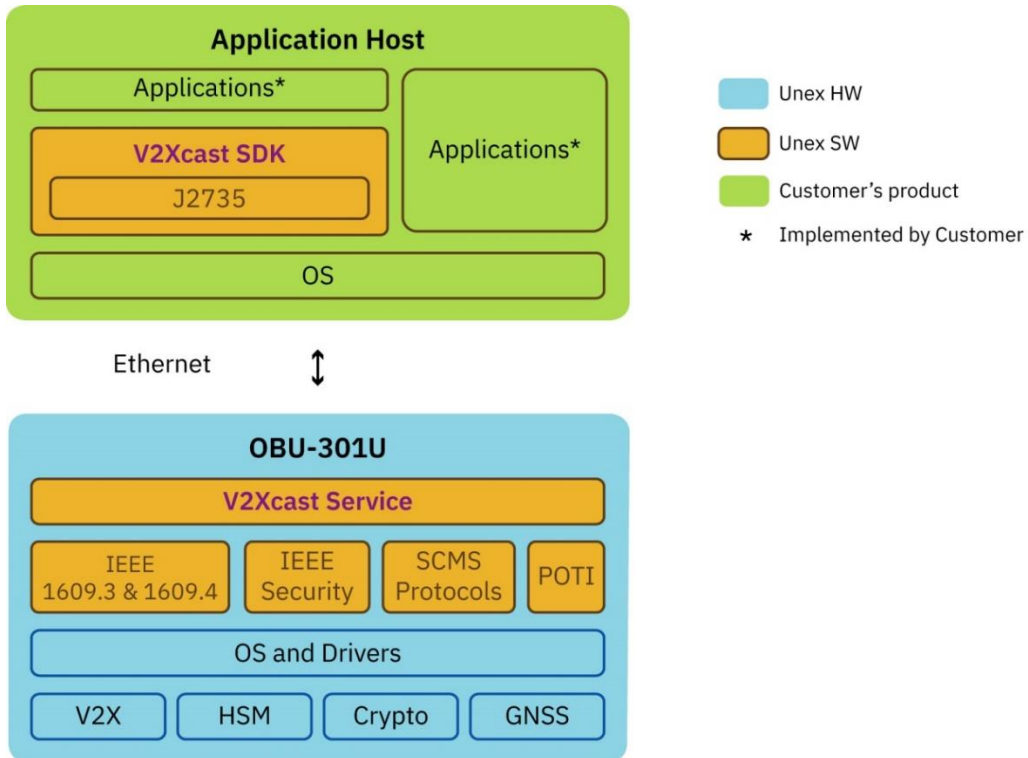 Application Host
Applications*
V2Xcast SDK
J2735
Applications*
OS
Unex HW
Unex SW
Customer's product
* Implemented by Customer
Ethernet
OBU-301U
V2Xcast Service
IEEE
1609.3 & 1609.4
IEEE
Security
SCMS
Protocols
POTI
OS and Drivers
V2X
HSM
Crypto
GNSS